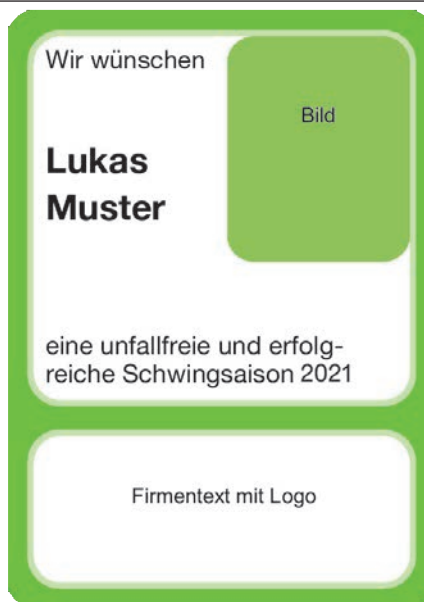 Wir wünschen
Bild
Lukas
Muster
eine unfallfreie und erfolg-
reiche Schwingsaison 2021
Firmentext mit Logo